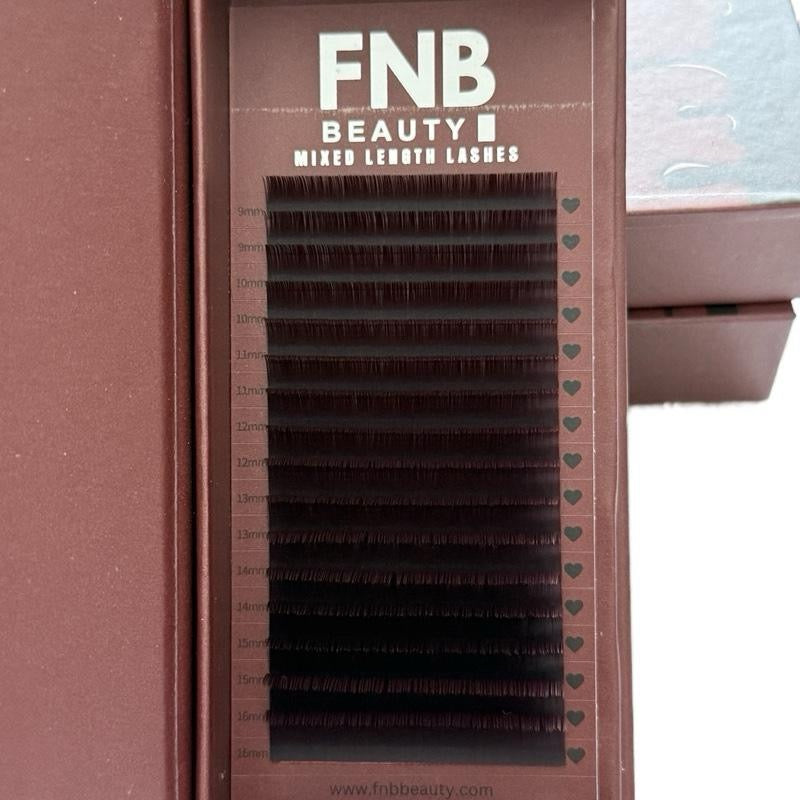 FNB
BEAUTY
MIXED LENGTH LASHES
9mm
9mm
10mm
10mm
11mm
11mm
12mm
12mm
13mm
13mm
14mm
14mm
15mm
15mm
16mm
16mm
www.fnbbeauty.com